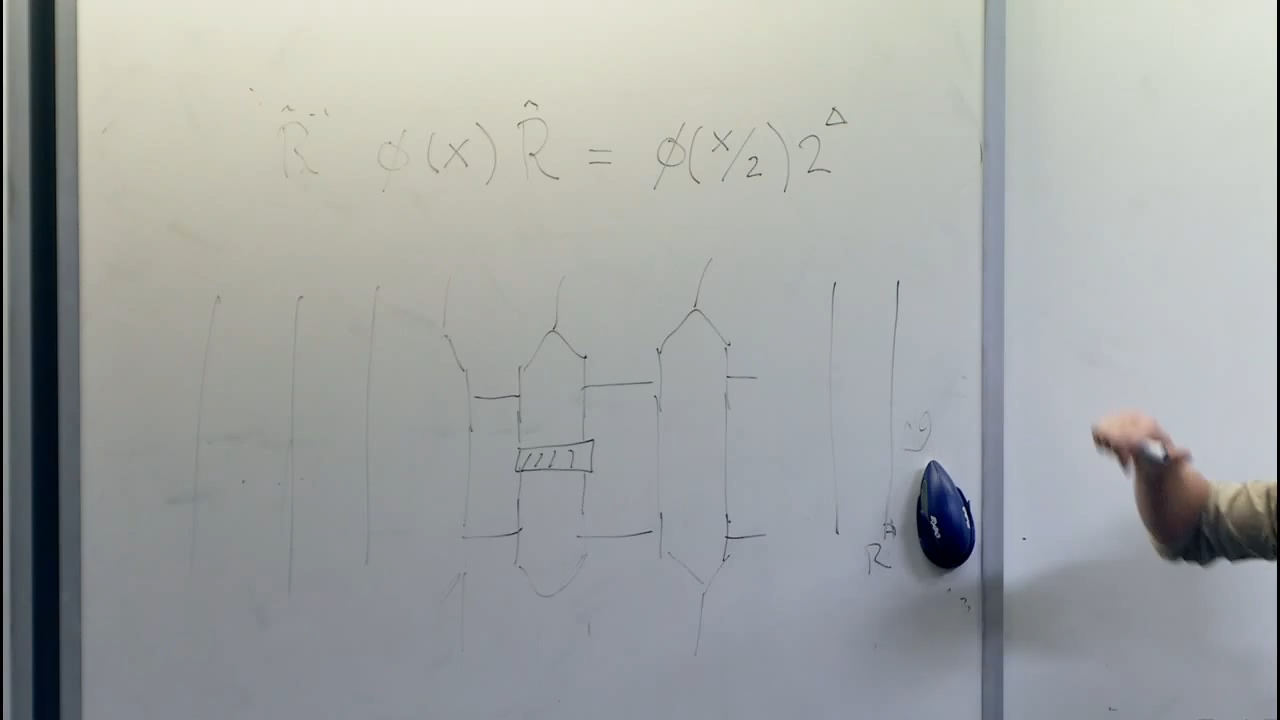 R̂⁻¹ ϕ(x) R̂ = ϕ(x/2) 2^Δ
R